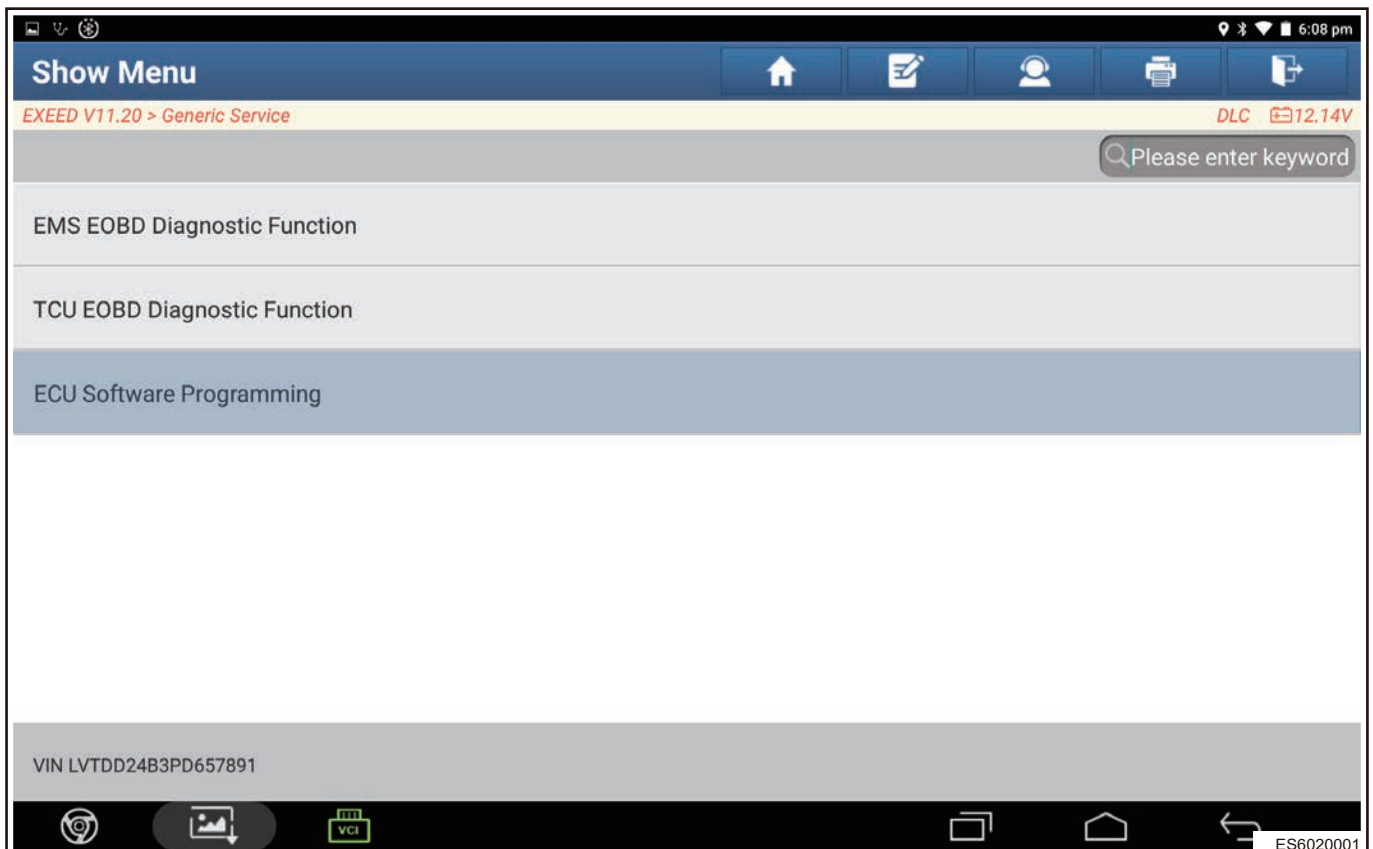 6:08 pm
Show Menu
EXEED V11.20 > Generic Service
DLC 12.14V
Please enter keyword
EMS EOBD Diagnostic Function
TCU EOBD Diagnostic Function
ECU Software Programming
VIN LVTDD24B3PD657891
VCI
ES6020001